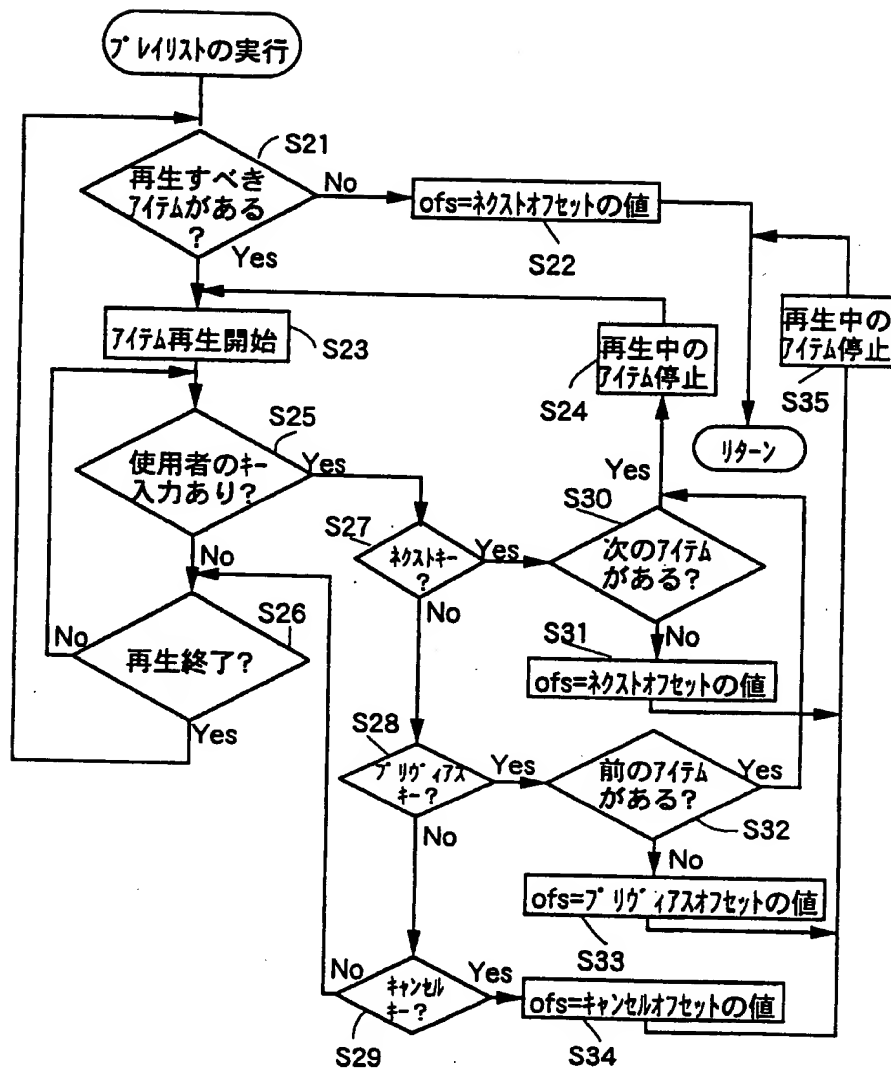 プレイリストの実行
S21
再生すべき
アイテムがある
?
No
Yes
ofs=ネクストオフセットの値
S22
アイテム再生開始
S23
再生中の
アイテム停止
S24
再生中の
アイテム停止
S35
リターン
S25
使用者のキー
入力あり?
Yes
No
S27
ネクストキー
?
Yes
No
S30
次のアイテム
がある?
Yes
No
S26
再生終了?
No
Yes
S31
ofs=ネクストオフセットの値
S28
プリヴィアス
キー?
Yes
No
前のアイテム
がある?
Yes
S32
No
ofs=プリヴィアスオフセットの値
S33
キャンセル
キー?
No
Yes
S29
ofs=キャンセルオフセットの値
S34